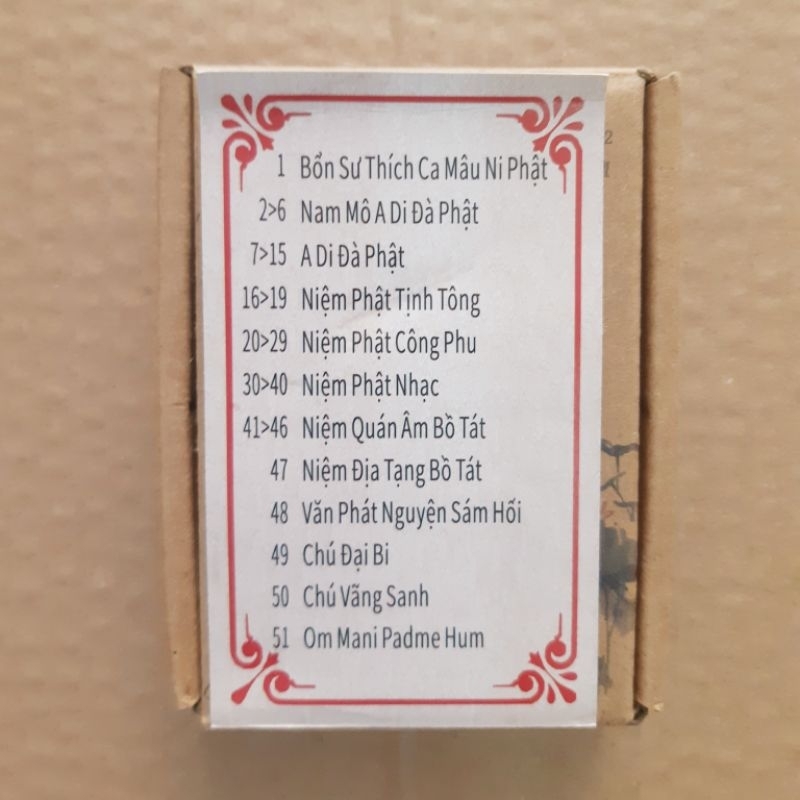 1 Bổn Sư Thích Ca Mâu Ni Phật
2>6 Nam Mô A Di Đà Phật
7>15 A Di Đà Phật
16>19 Niệm Phật Tịnh Tông
20>29 Niệm Phật Công Phu
30>40 Niệm Phật Nhạc
41>46 Niệm Quán Âm Bồ Tát
47 Niệm Địa Tạng Bồ Tát
48 Văn Phát Nguyện Sám Hối
49 Chú Đại Bi
50 Chú Vãng Sanh
51 Om Mani Padme Hum